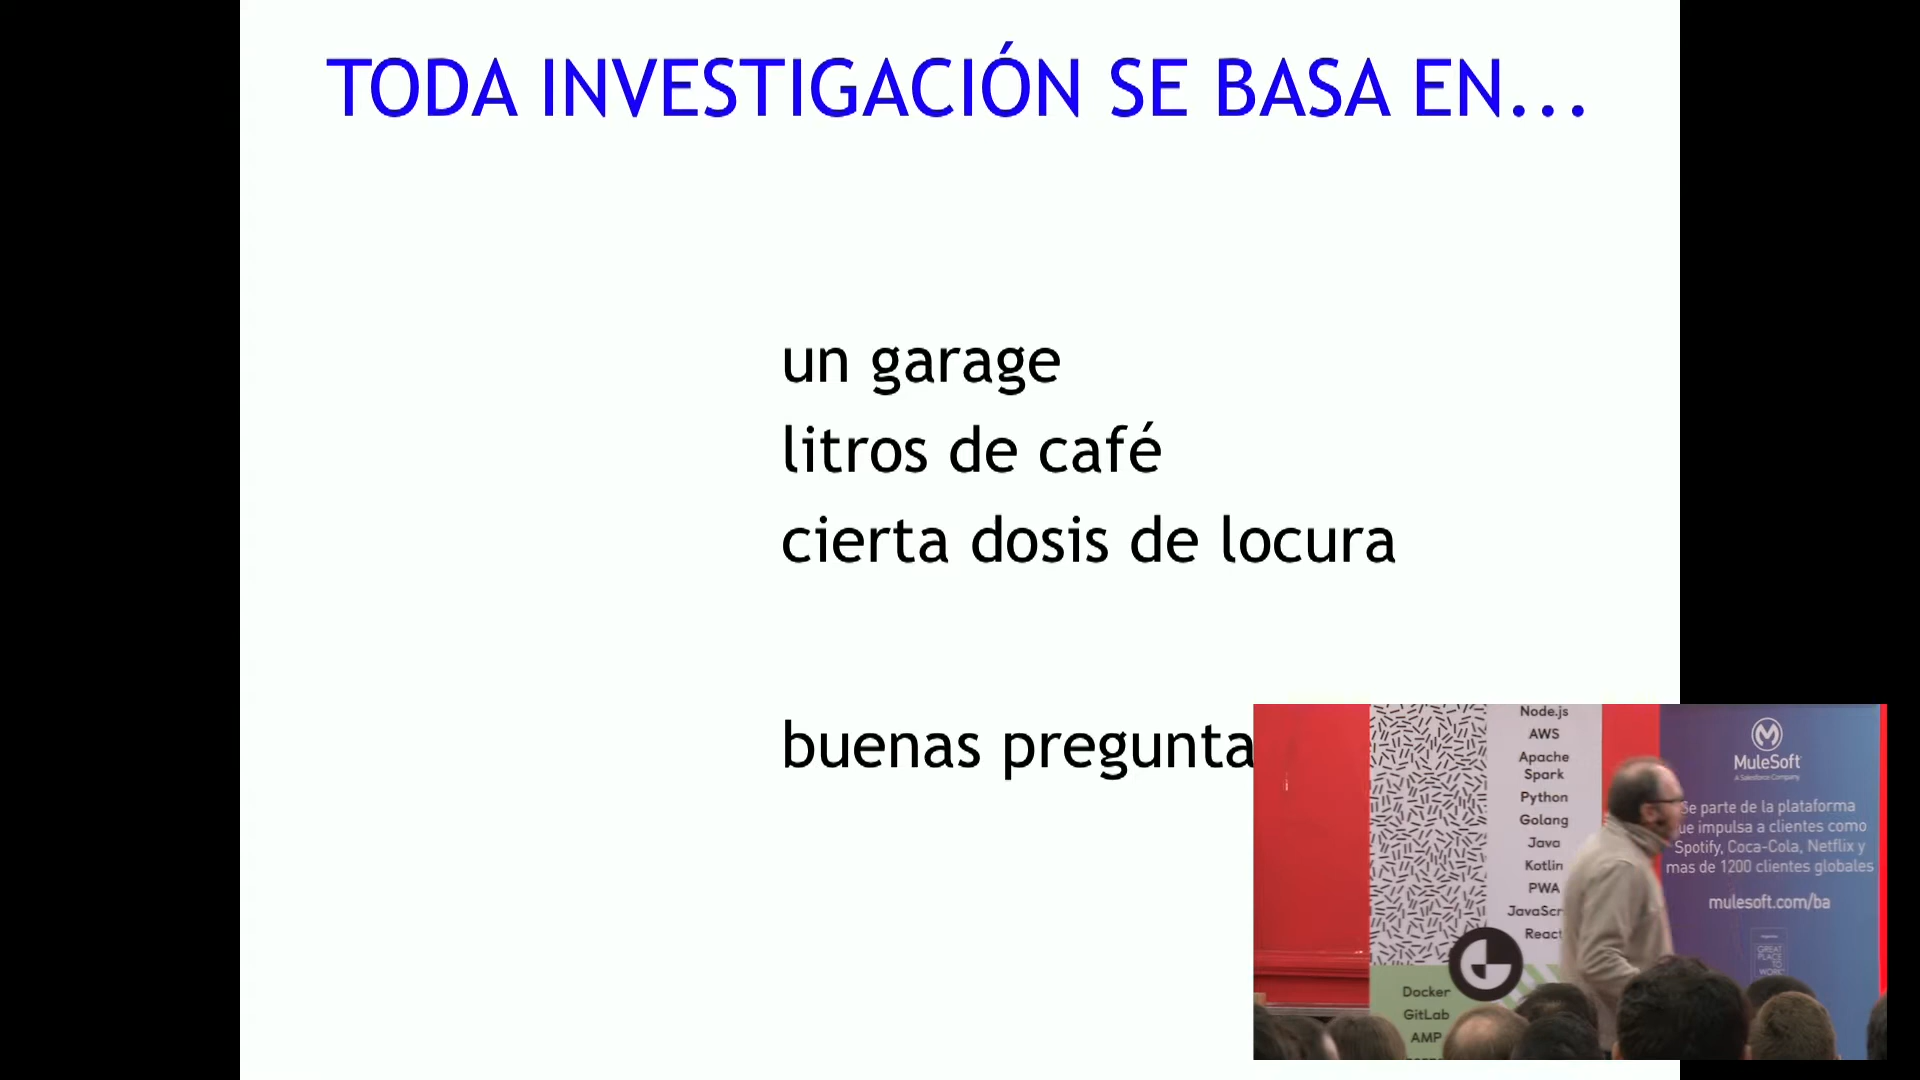 TODA INVESTIGACIÓN SE BASA EN...
un garage
litros de café
cierta dosis de locura
buenas pregunta
Node.js
AWS
Apache
Spark
Python
Golang
Java
Kotlin
PWA
JavaScr
React
Docker
GitLab
AMP
MuleSoft
A Salesforce Company
Se parte de la plataforma
ue impulsa a clientes como
Spotify, Coca-Cola, Netflix y
mas de 1200 clientes globales
mulesoft.com/ba
GREAT
PLACE
WORK